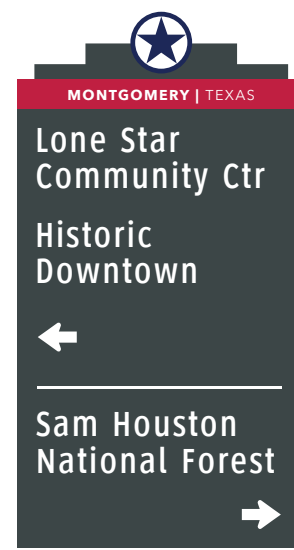 MONTGOMERY | TEXAS
Lone Star
Community Ctr
Historic
Downtown
Sam Houston
National Forest